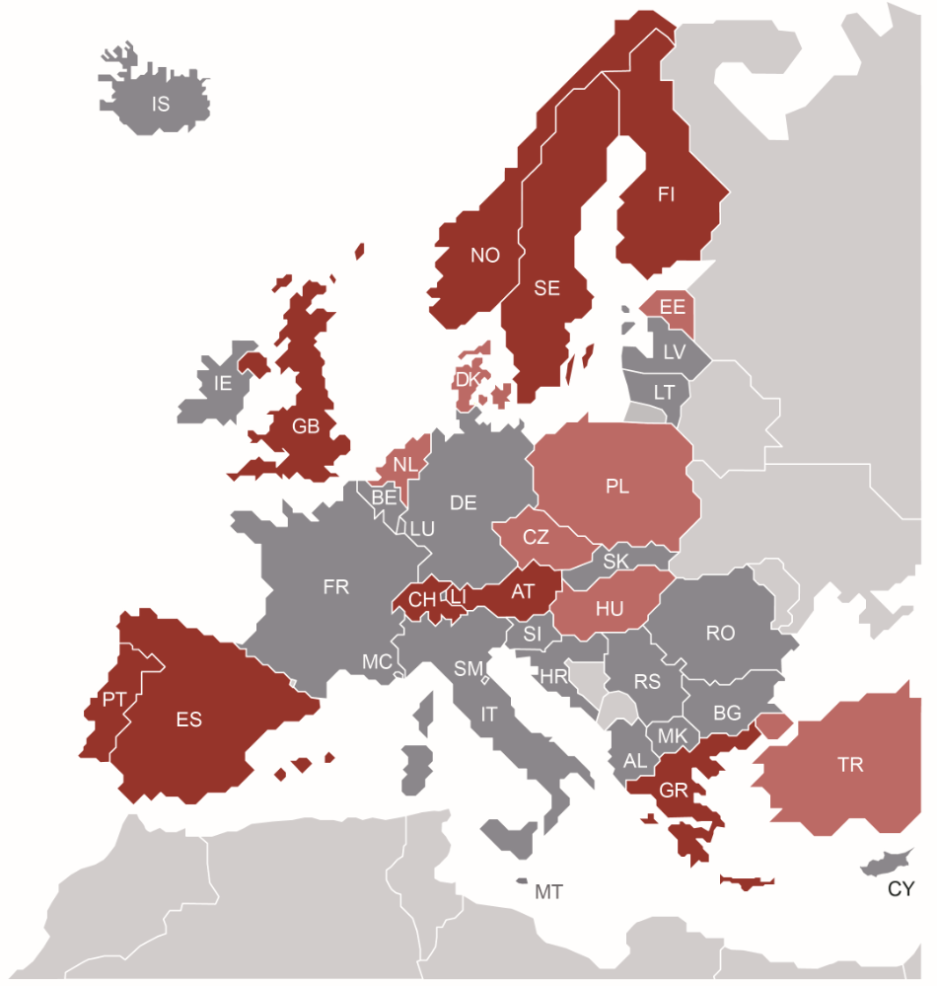 IS
FI
NO
SE
EE
LV
DK
IE
LT
GB
NL
PL
BE
DE
LU
CZ
SK
FR
AT
CH
LI
HU
SI
RO
MC
SM
HR
RS
PT
ES
IT
BG
MK
AL
TR
GR
CY
MT